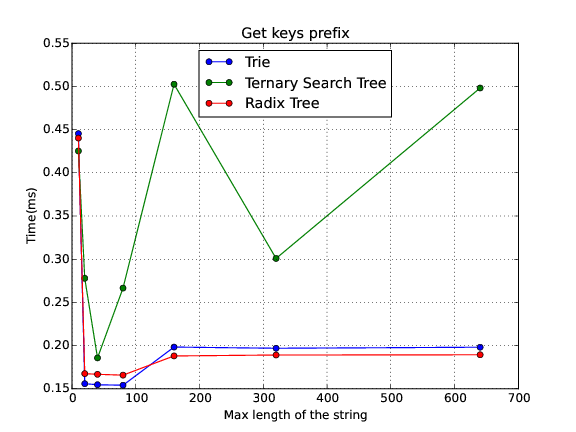 Get keys prefix
Trie
Ternary Search Tree
Radix Tree
Time(ms)
0.55
0.50
0.45
0.40
0.35
0.30
0.25
0.20
0.15
0 100 200 300 400 500 600 700
Max length of the string